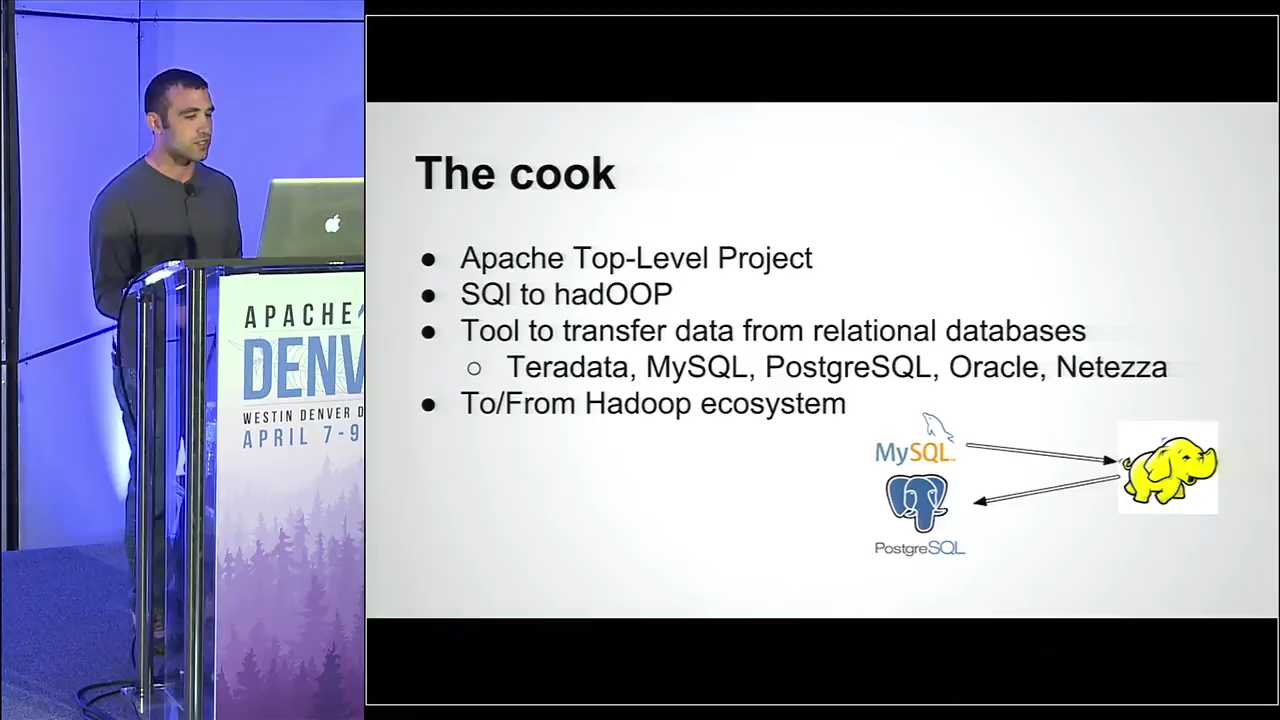 The cook
● Apache Top-Level Project
● SQl to hadOOP
● Tool to transfer data from relational databases
○ Teradata, MySQL, PostgreSQL, Oracle, Netezza
● To/From Hadoop ecosystem
MySQL
PostgreSQL
APACHE
DENV
WESTIN DENVER D
APRIL 7-9